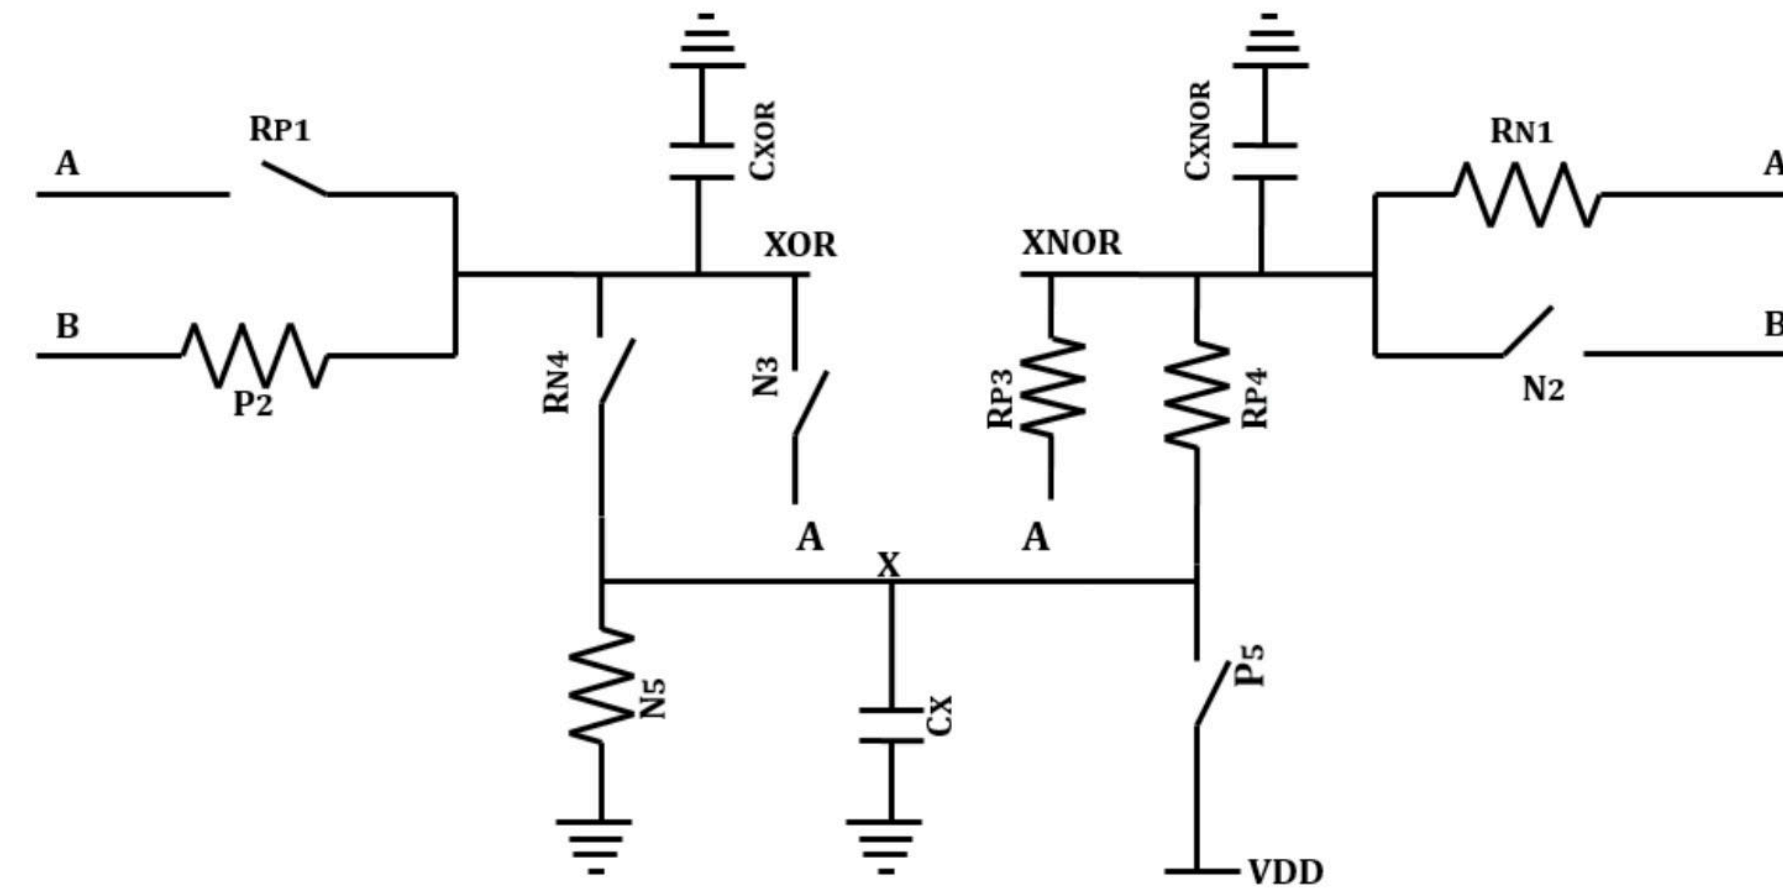 RP1
A
CXOR
CXNOR
RN1
A
XOR
XNOR
B
P2
RN4
N3
RP3
RP4
B
N2
A
A
X
N5
CX
P5
VDD